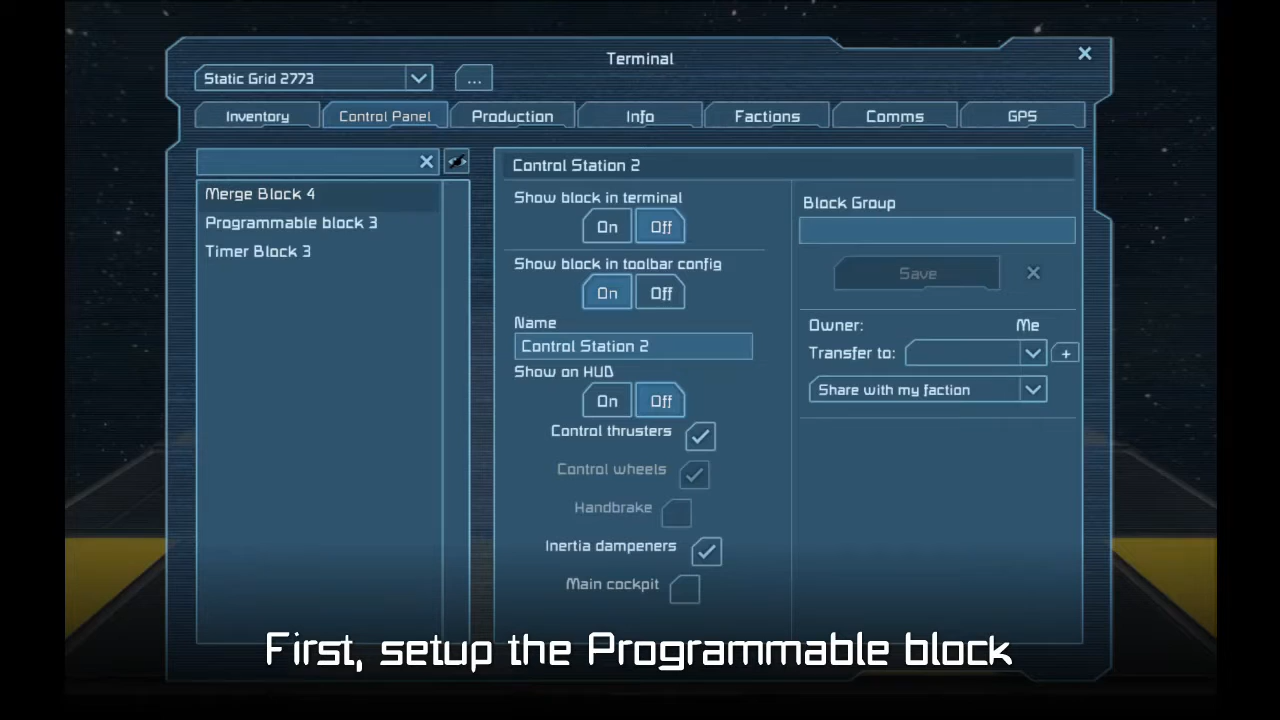 Terminal
Static Grid 2773
...
Inventory
Control Panel
Production
Info
Factions
Comms
GPS
Merge Block 4
Programmable block 3
Timer Block 3
Control Station 2
Show block in terminal
On
Off
Show block in toolbar config
On
Off
Name
Control Station 2
Show on HUD
On
Off
Control thrusters
Control wheels
Handbrake
Inertia dampeners
Main cockpit
Block Group
Save
Owner:
Me
Transfer to:
Share with my faction
First, setup the Programmable block